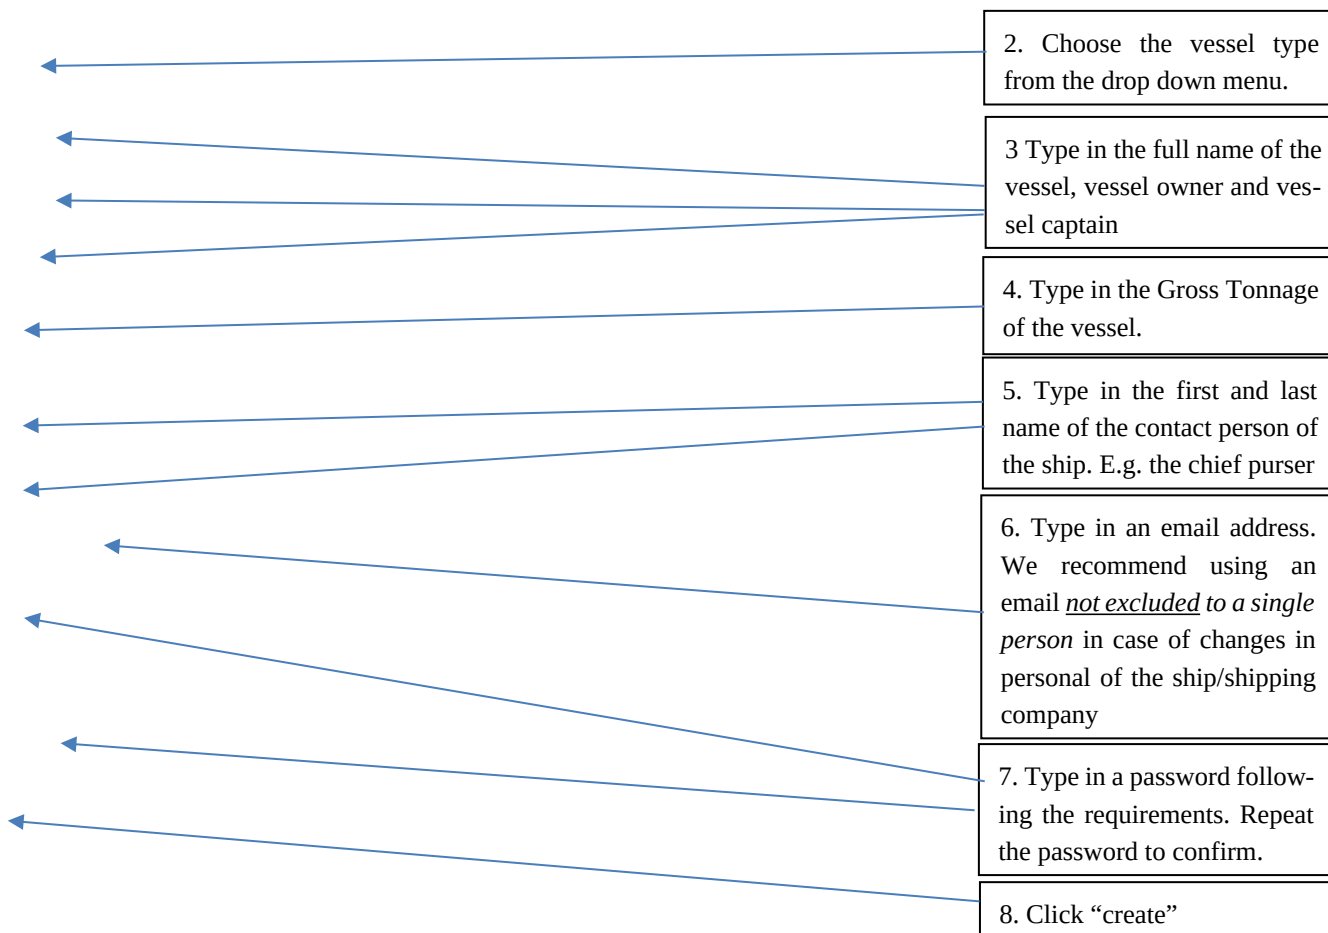 2. Choose the vessel type
from the drop down menu.
3 Type in the full name of the
vessel, vessel owner and ves-
sel captain
4. Type in the Gross Tonnage
of the vessel.
5. Type in the first and last
name of the contact person of
the ship. E.g. the chief purser
6. Type in an email address.
We recommend using an
email not excluded to a single
person in case of changes in
personal of the ship/shipping
company
7. Type in a password follow-
ing the requirements. Repeat
the password to confirm.
8. Click “create”